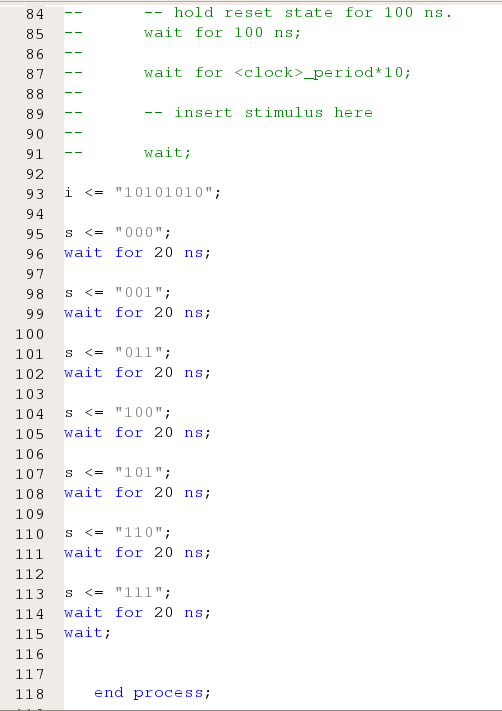 84 --      -- hold reset state for 100 ns.
85 --      wait for 100 ns;
86 --
87 --      wait for <clock>_period*10;
88 --
89 --      -- insert stimulus here
90 --
91 --      wait;
92
93 i <= "10101010";
94
95 s <= "000";
96 wait for 20 ns;
97
98 s <= "001";
99 wait for 20 ns;
100
101 s <= "011";
102 wait for 20 ns;
103
104 s <= "100";
105 wait for 20 ns;
106
107 s <= "101";
108 wait for 20 ns;
109
110 s <= "110";
111 wait for 20 ns;
112
113 s <= "111";
114 wait for 20 ns;
115 wait;
116
117
118    end process;